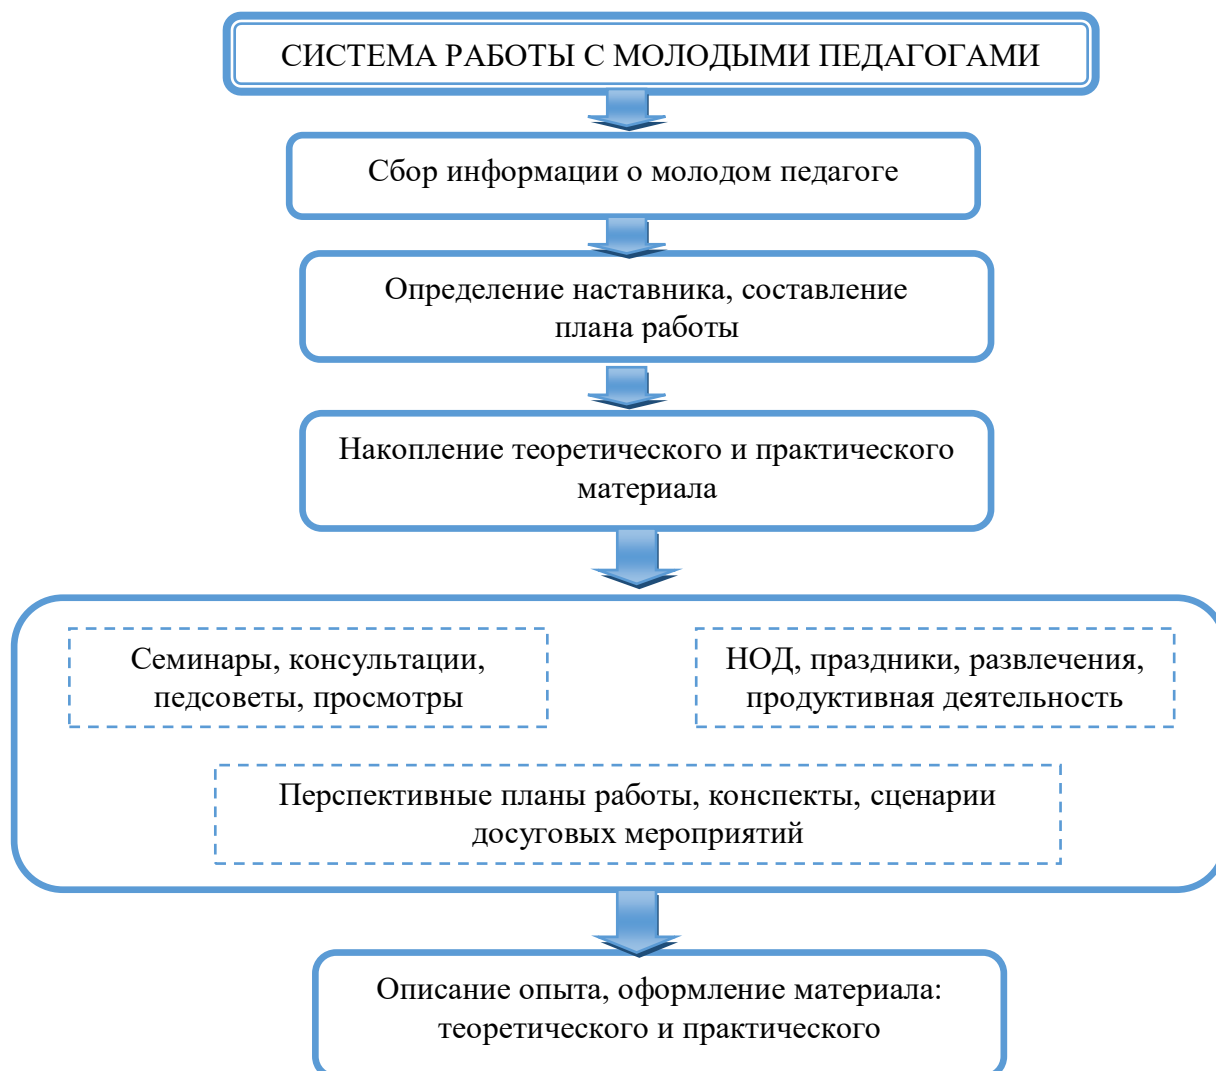 СИСТЕМА РАБОТЫ С МОЛОДЫМИ ПЕДАГОГАМИ
Сбор информации о молодом педагоге
Определение наставника, составление
плана работы
Накопление теоретического и практического
материала
Семинары, консультации,
педсоветы, просмотры
НОД, праздники, развлечения,
продуктивная деятельность
Перспективные планы работы, конспекты, сценарии
досуговых мероприятий
Описание опыта, оформление материала:
теоретического и практического